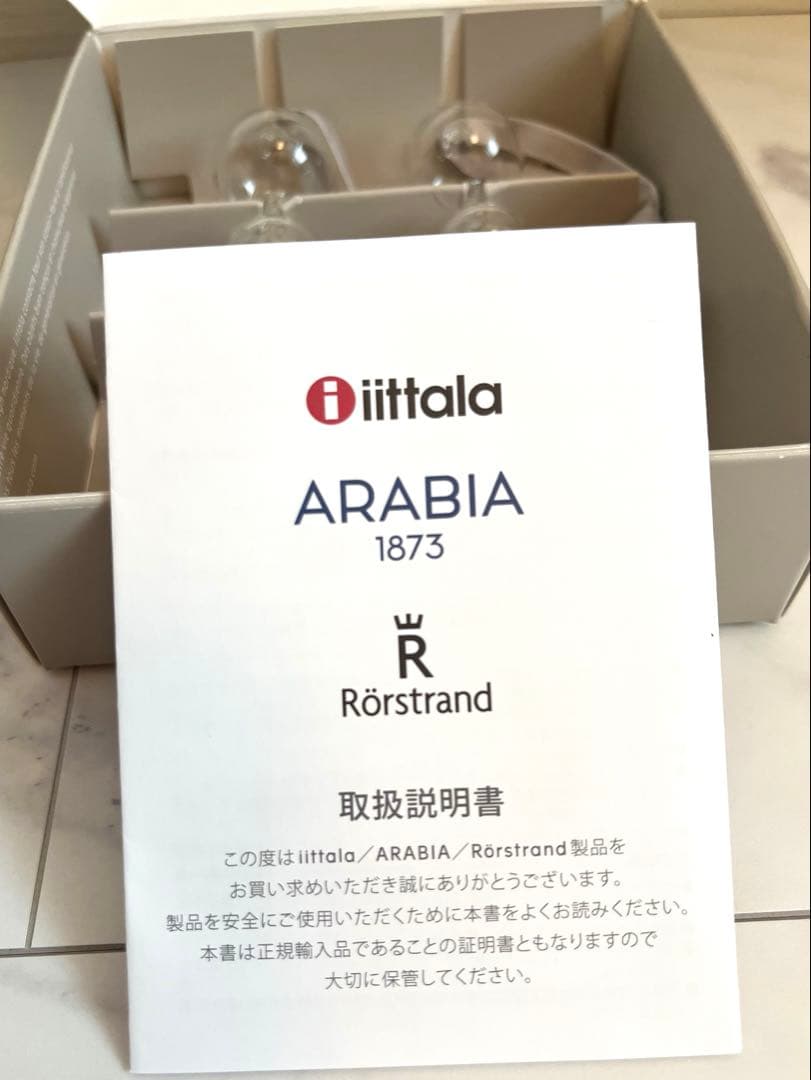 iittala
ARABIA
1873
R
Rörstrand
取扱説明書
この度はiittala／ARABIA／Rörstrand製品を
お買い求めいただき誠にありがとうございます。
製品を安全にご使用いただくために本書をよくお読みください。
本書は正規輸入品であることの証明書ともなりますので
大切に保管してください。